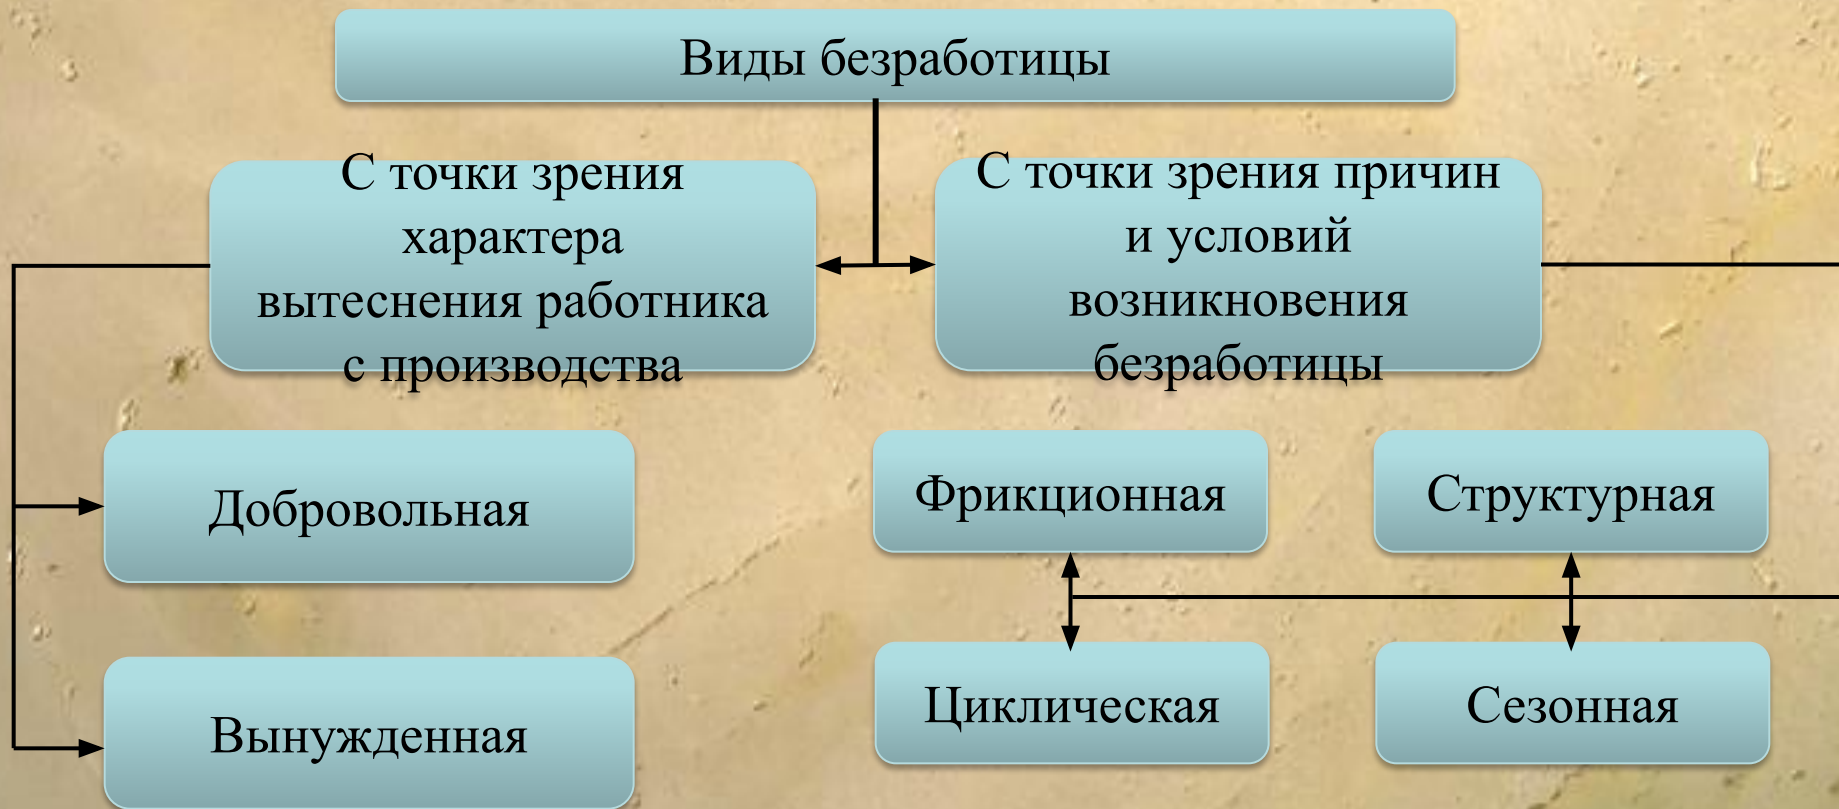 Виды безработицы
С точки зрения
характера
вытеснения работника
с производства
С точки зрения причин
и условий
возникновения
безработицы
Добровольная
Вынужденная
Фрикционная
Структурная
Циклическая
Сезонная